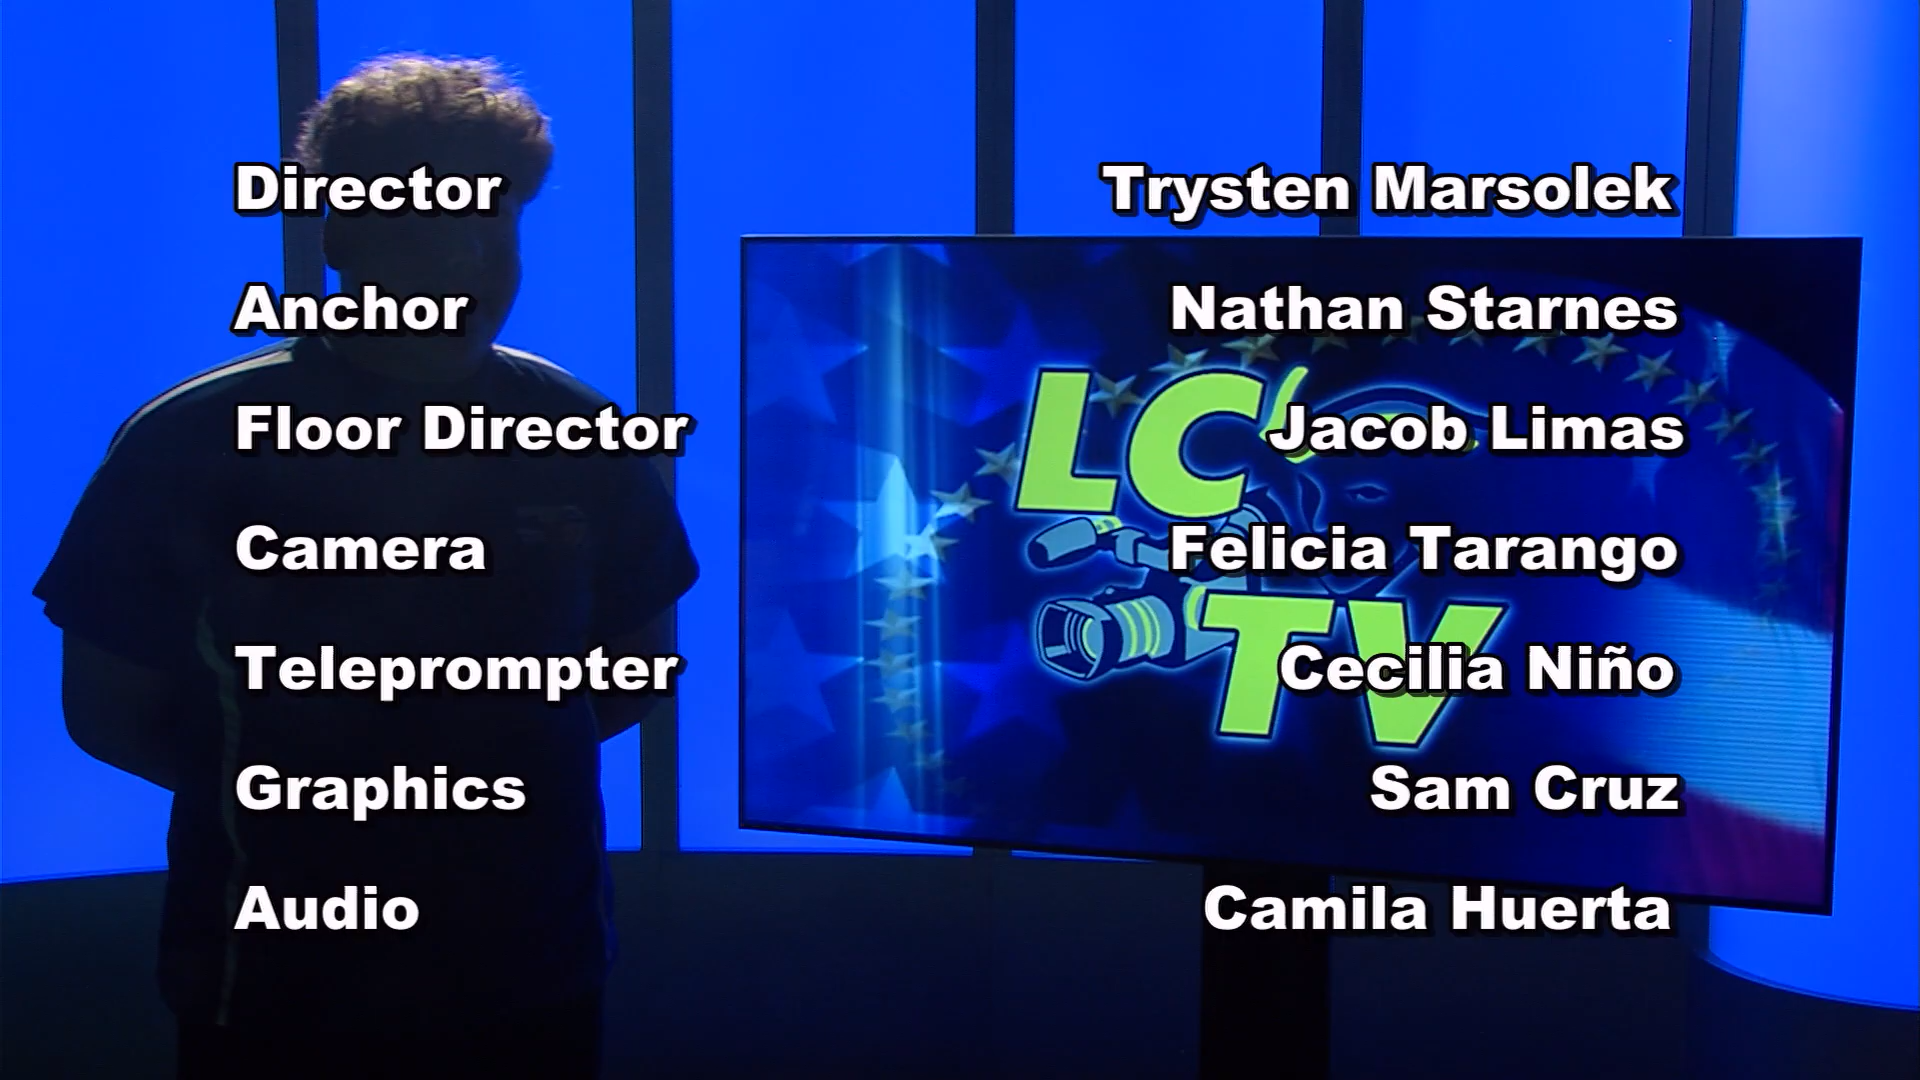 Director Trysten Marsolek
Anchor Nathan Starnes
Floor Director Jacob Limas
Camera Felicia Tarango
Teleprompter Cecilia Niño
Graphics Sam Cruz
Audio Camila Huerta
LC
TV